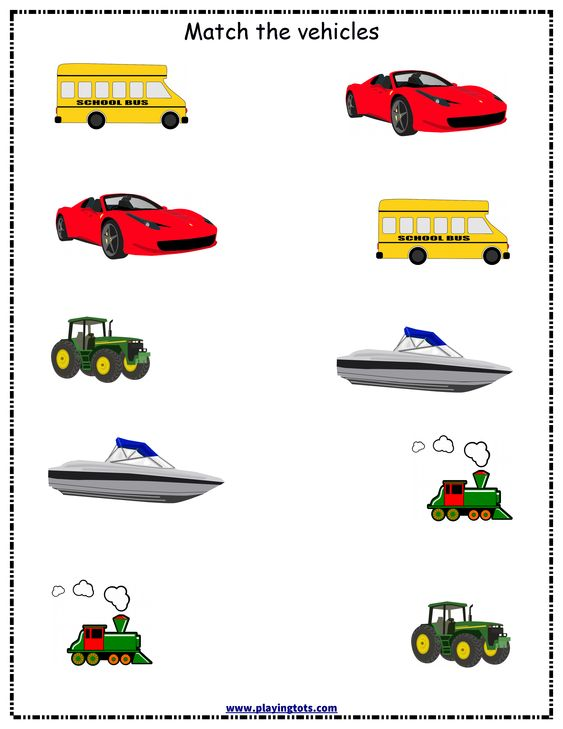 Match the vehicles
SCHOOL BUS
SCHOOL BUS
www.playingtots.com